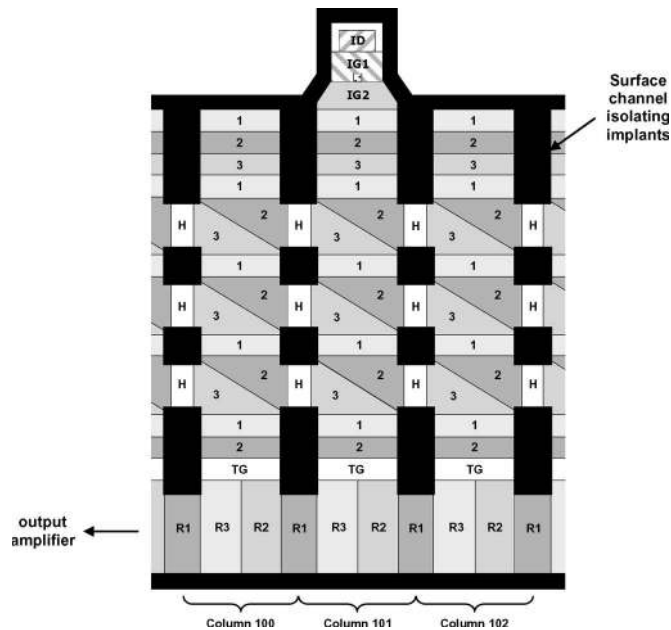 ID
IG1
IG2
Surface
channel
isolating
implants
1 1 1
2 2 2
3 3 3
1 1 1
2 2 2
H H H H
3 3 3
1 1 1
2 2 2
H H H H
3 3 3
1 1 1
2 2 2
H H H H
3 3 3
1 1 1
2 2 2
TG TG TG
output
amplifier
R1 R3 R2 R1 R3 R2 R1 R3 R2 R1
Column 100 Column 101 Column 102